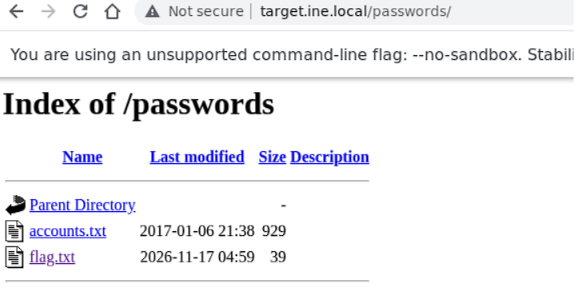 Not secure | target.ine.local/passwords/
You are using an unsupported command-line flag: --no-sandbox. Stabili
Index of /passwords
Name Last modified Size Description
Parent Directory -
accounts.txt 2017-01-06 21:38 929
flag.txt 2026-11-17 04:59 39